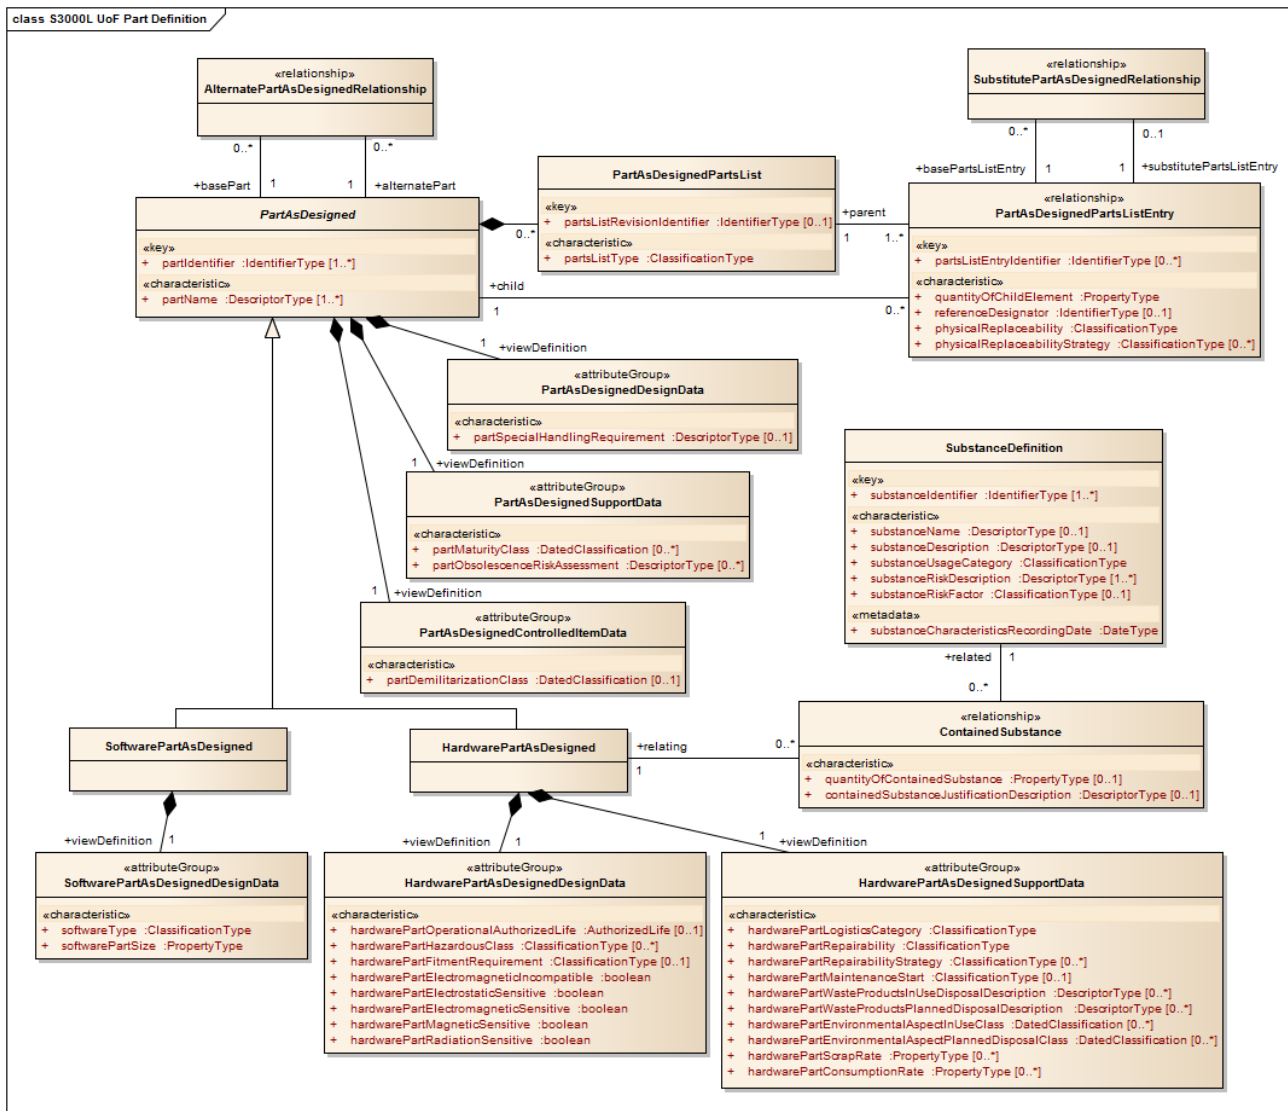 class S3000L UoF Part Definition
«relationship»
AlternatePartAsDesignedRelationship
0..*
0..*
+basePart
1
1
+alternatePart
«relationship»
SubstitutePartAsDesignedRelationship
0..*
0..1
+basePartsListEntry
1
1
+substitutePartsListEntry
PartAsDesigned
«key»
+ partIdentifier :IdentifierType [1..*]
«characteristic»
+ partName :DescriptorType [1..*]
0..*
PartAsDesignedPartsList
«key»
+ partsListRevisionIdentifier :IdentifierType [0..1]
«characteristic»
+ partsListType :ClassificationType
+parent
1
1..*
«relationship»
PartAsDesignedPartsListEntry
«key»
+ partsListEntryIdentifier :IdentifierType [0..*]
«characteristic»
+ quantityOfChildElement :PropertyType
+ referenceDesignator :IdentifierType [0..1]
+ physicalReplaceability :ClassificationType
+ physicalReplaceabilityStrategy :ClassificationType [0..*]
+child
1
0..*
1
+viewDefinition
«attributeGroup»
PartAsDesignedDesignData
«characteristic»
+ partSpecialHandlingRequirement :DescriptorType [0..1]
1
+viewDefinition
«attributeGroup»
PartAsDesignedSupportData
«characteristic»
+ partMaturityClass :DatedClassification [0..*]
+ partObsolescenceRiskAssessment :DescriptorType [0..*]
1
+viewDefinition
«attributeGroup»
PartAsDesignedControlledItemData
«characteristic»
+ partDemilitarizationClass :DatedClassification [0..1]
SubstanceDefinition
«key»
+ substanceIdentifier :IdentifierType [1..*]
«characteristic»
+ substanceName :DescriptorType [0..1]
+ substanceDescription :DescriptorType [0..1]
+ substanceUsageCategory :ClassificationType
+ substanceRiskDescription :DescriptorType [1..*]
+ substanceRiskFactor :ClassificationType [0..1]
«metadata»
+ substanceCharacteristicsRecordingDate :DateType
+related
1
0..*
«relationship»
ContainedSubstance
«characteristic»
+ quantityOfContainedSubstance :PropertyType [0..1]
+ containedSubstanceJustificationDescription :DescriptorType [0..1]
SoftwarePartAsDesigned
HardwarePartAsDesigned
+relating
1
0..*
+viewDefinition
1
«attributeGroup»
SoftwarePartAsDesignedDesignData
«characteristic»
+ softwareType :ClassificationType
+ softwarePartSize :PropertyType
+viewDefinition
1
«attributeGroup»
HardwarePartAsDesignedDesignData
«characteristic»
+ hardwarePartOperationalAuthorizedLife :AuthorizedLife [0..1]
+ hardwarePartHazardousClass :ClassificationType [0..*]
+ hardwarePartFitmentRequirement :ClassificationType [0..1]
+ hardwarePartElectromagneticIncompatible :boolean
+ hardwarePartElectrostaticSensitive :boolean
+ hardwarePartElectromagneticSensitive :boolean
+ hardwarePartMagneticSensitive :boolean
+ hardwarePartRadiationSensitive :boolean
1
+viewDefinition
«attributeGroup»
HardwarePartAsDesignedSupportData
«characteristic»
+ hardwarePartLogisticsCategory :ClassificationType
+ hardwarePartRepairability :ClassificationType
+ hardwarePartRepairabilityStrategy :ClassificationType [0..*]
+ hardwarePartMaintenanceStart :ClassificationType [0..1]
+ hardwarePartWasteProductsInUseDisposalDescription :DescriptorType [0..*]
+ hardwarePartWasteProductsPlannedDisposalDescription :DescriptorType [0..*]
+ hardwarePartEnvironmentalAspectInUseClass :DatedClassification [0..*]
+ hardwarePartEnvironmentalAspectPlannedDisposalClass :DatedClassification [0..*]
+ hardwarePartScrapRate :PropertyType [0..*]
+ hardwarePartConsumptionRate :PropertyType [0..*]